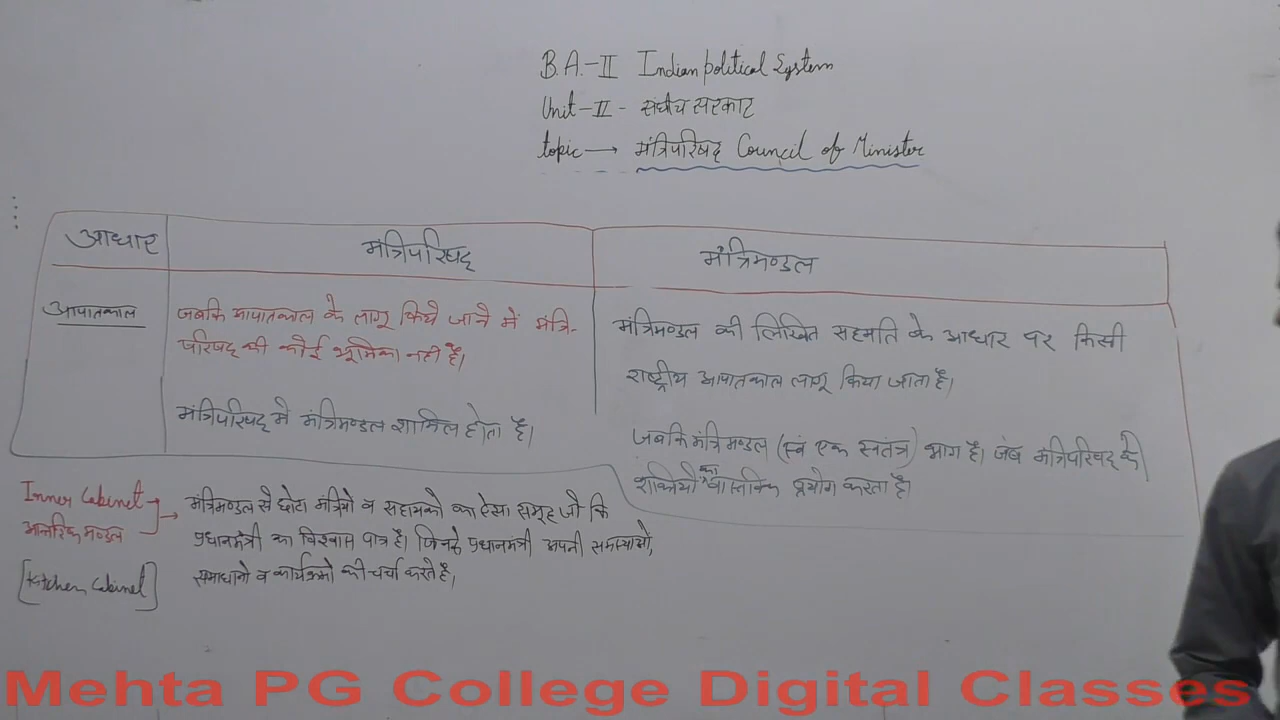 B.A.-II Indian political System
Unit-II - संघीय सरकार
topic → मंत्रिपरिषद् Council of Minister
आधार मंत्रिपरिषद् मंत्रिमण्डल
आपातकाल
जबकि आपातकाल के लागू किये जाने में मंत्रि-
परिषद् की कोई भूमिका नही है।
मंत्रिपरिषद् में मंत्रिमण्डल शामिल होता है।
मंत्रिमण्डल की लिखित सहमति के आधार पर किसी
राष्ट्रीय आपातकाल लागू किया जाता है।
जबकि मंत्रिमण्डल (स्वं एक स्वतंत्र) भाग है। जब मंत्रिपरिषद् की
शक्तियों का वास्तविक प्रयोग करता है।
Inner Cabinet
आन्तरिक मण्डल
[Kitchen Cabinet]
→ मंत्रिमण्डल से छोटा मंत्रियो व सहायको का ऐसा समूह जो कि
प्रधानमंत्री का विश्वास पात्र है। जिनसे प्रधानमंत्री अपनी समस्याओ,
समाधानो व कार्यक्रमो की चर्चा करते है।
Mehta PG College Digital Classes